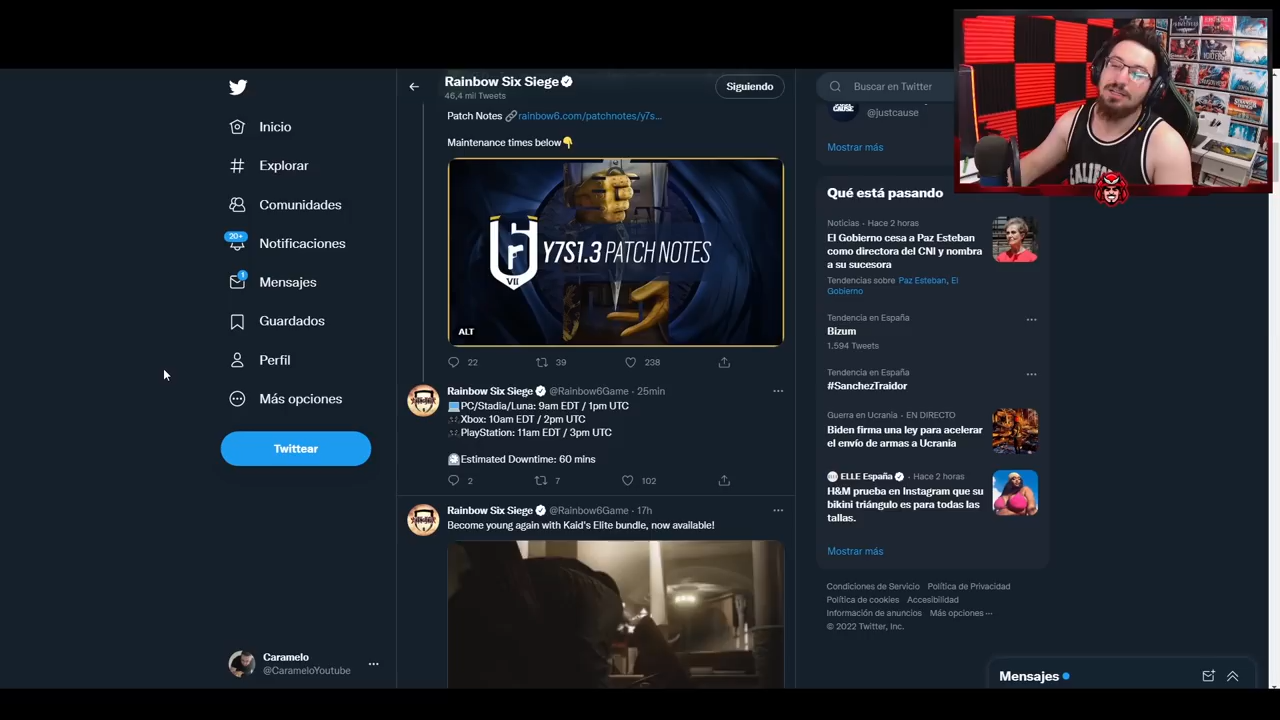 Rainbow Six Siege
46,4 mil Tweets
Siguiendo
Inicio
Explorar
Comunidades
20+
Notificaciones
1
Mensajes
Guardados
Perfil
Más opciones
Twittear
Caramelo
@CarameloYoutube
Patch Notes 🔗rainbow6.com/patchnotes/y7s...
Maintenance times below👇
VII
Y7S1.3 PATCH NOTES
ALT
22 39 238
Rainbow Six Siege @Rainbow6Game · 25min
PC/Stadia/Luna: 9am EDT / 1pm UTC
Xbox: 10am EDT / 2pm UTC
PlayStation: 11am EDT / 3pm UTC
Estimated Downtime: 60 mins
2 7 102
Rainbow Six Siege @Rainbow6Game · 17h
Become young again with Kaid's Elite bundle, now available!
Buscar en Twitter
CAUSE
@justcause
Mostrar más
Qué está pasando
Noticias · Hace 2 horas
El Gobierno cesa a Paz Esteban
como directora del CNI y nombra
a su sucesora
Tendencias sobre Paz Esteban, El
Gobierno
Tendencia en España
Bizum
1.594 Tweets
Tendencia en España
#SanchezTraidor
Guerra en Ucrania · EN DIRECTO
Biden firma una ley para acelerar
el envío de armas a Ucrania
ELLE España · Hace 2 horas
H&M prueba en Instagram que su
bikini triángulo es para todas las
tallas.
Mostrar más
Condiciones de Servicio Política de Privacidad
Política de cookies Accesibilidad
Información de anuncios Más opciones ···
© 2022 Twitter, Inc.
Mensajes